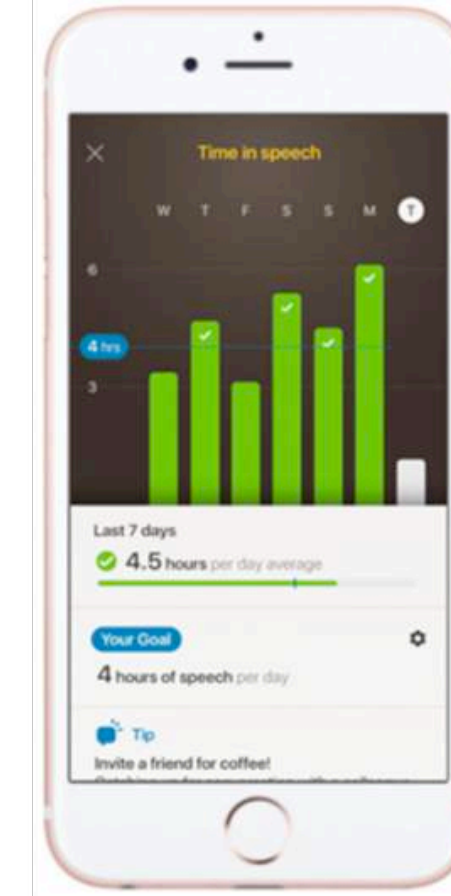 Time in speech
W T F S S M T
6
4 hrs
3
Last 7 days
4.5 hours per day average
Your Goal
4 hours of speech per day
Tip
Invite a friend for coffee!